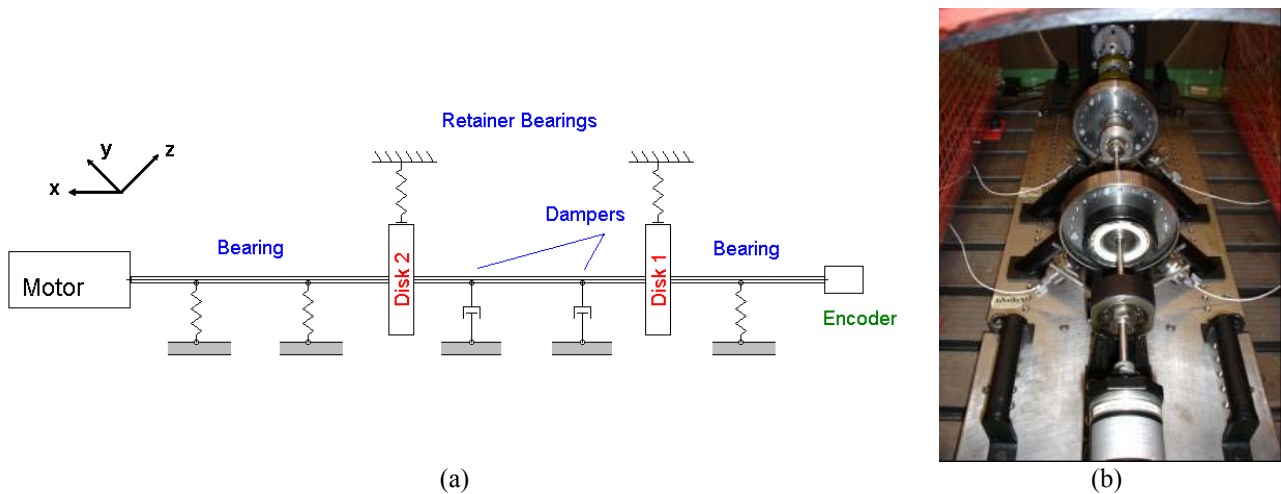 Retainer Bearings
y
z
x
Dampers
Bearing
Bearing
Motor
Disk 2
Disk 1
Encoder
(a)
(b)